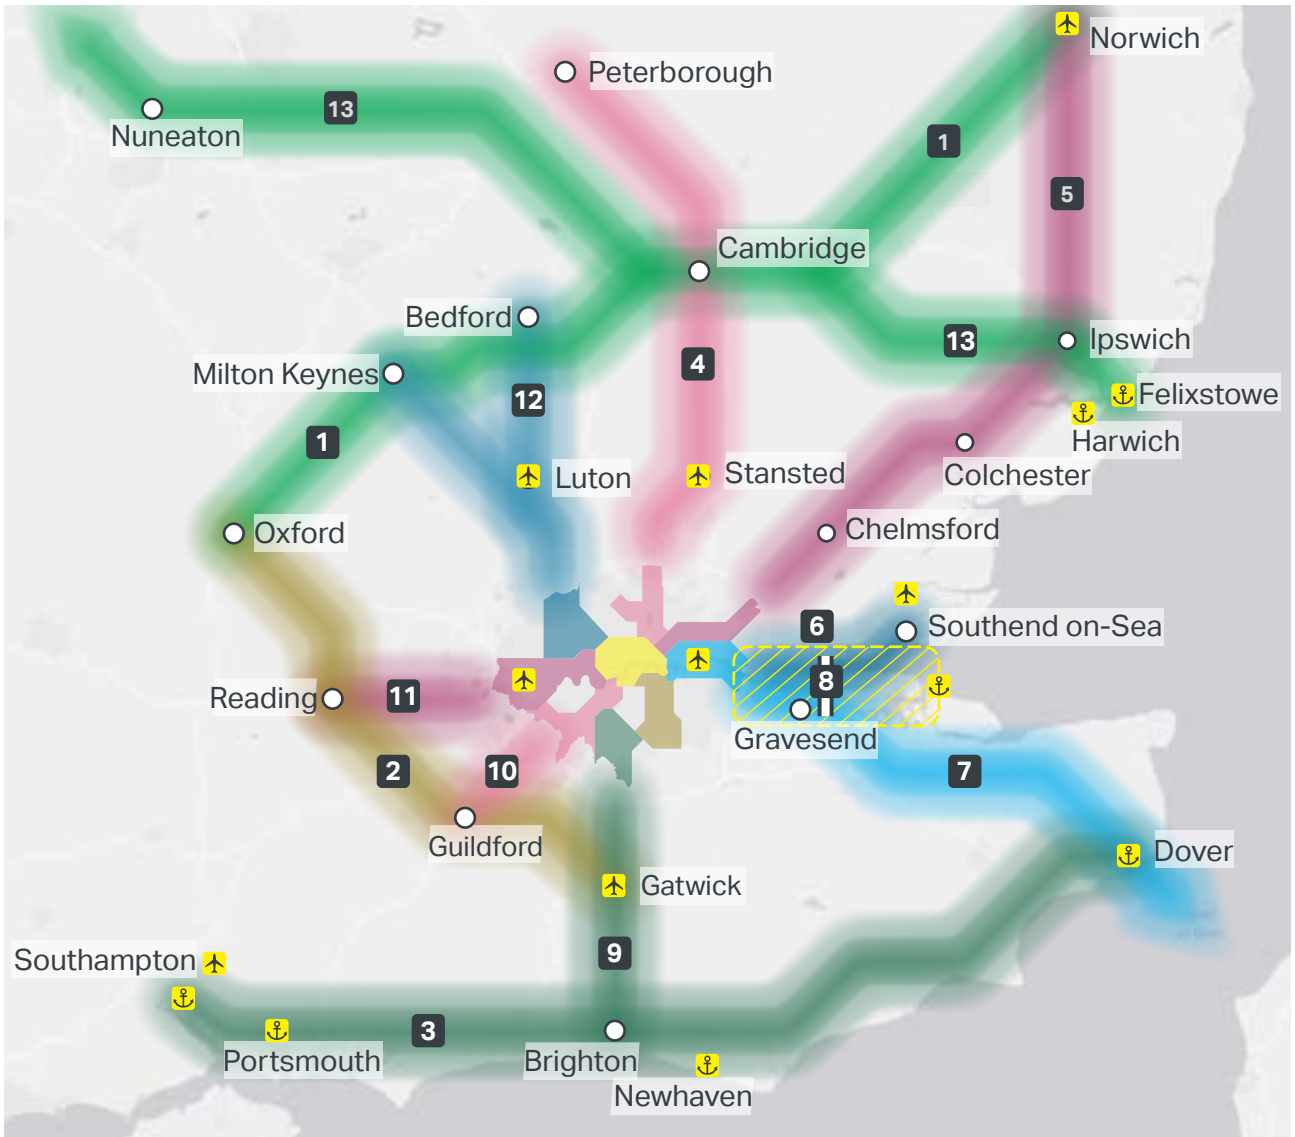 Norwich
Peterborough
13
Nuneaton
1
5
Cambridge
Bedford
13
Ipswich
4
Milton Keynes
12
Felixstowe
1
Harwich
Luton
Stansted
Colchester
Oxford
Chelmsford
6
Southend on-Sea
8
Reading
11
Gravesend
2
10
7
Guildford
Dover
Gatwick
9
Southampton
3
Portsmouth
Brighton
Newhaven